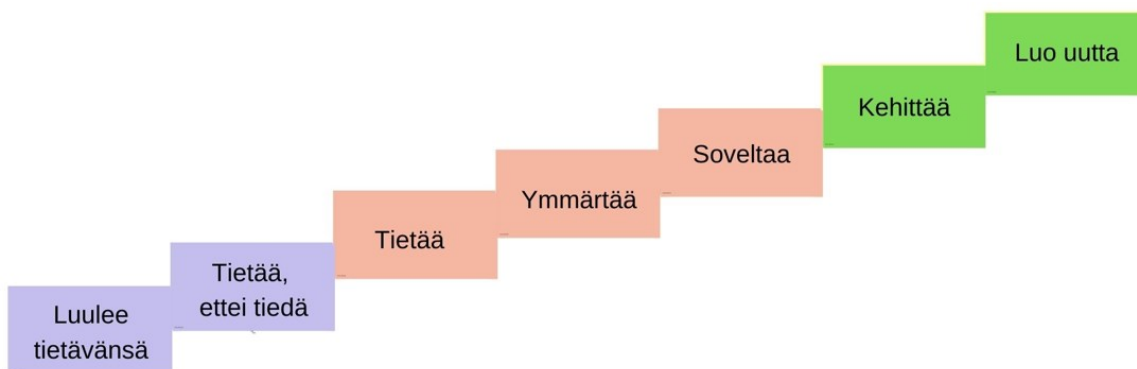 Luulee
tietävänsä
Tietää,
ettei tiedä
Tietää
Ymmärtää
Soveltaa
Kehittää
Luo uutta